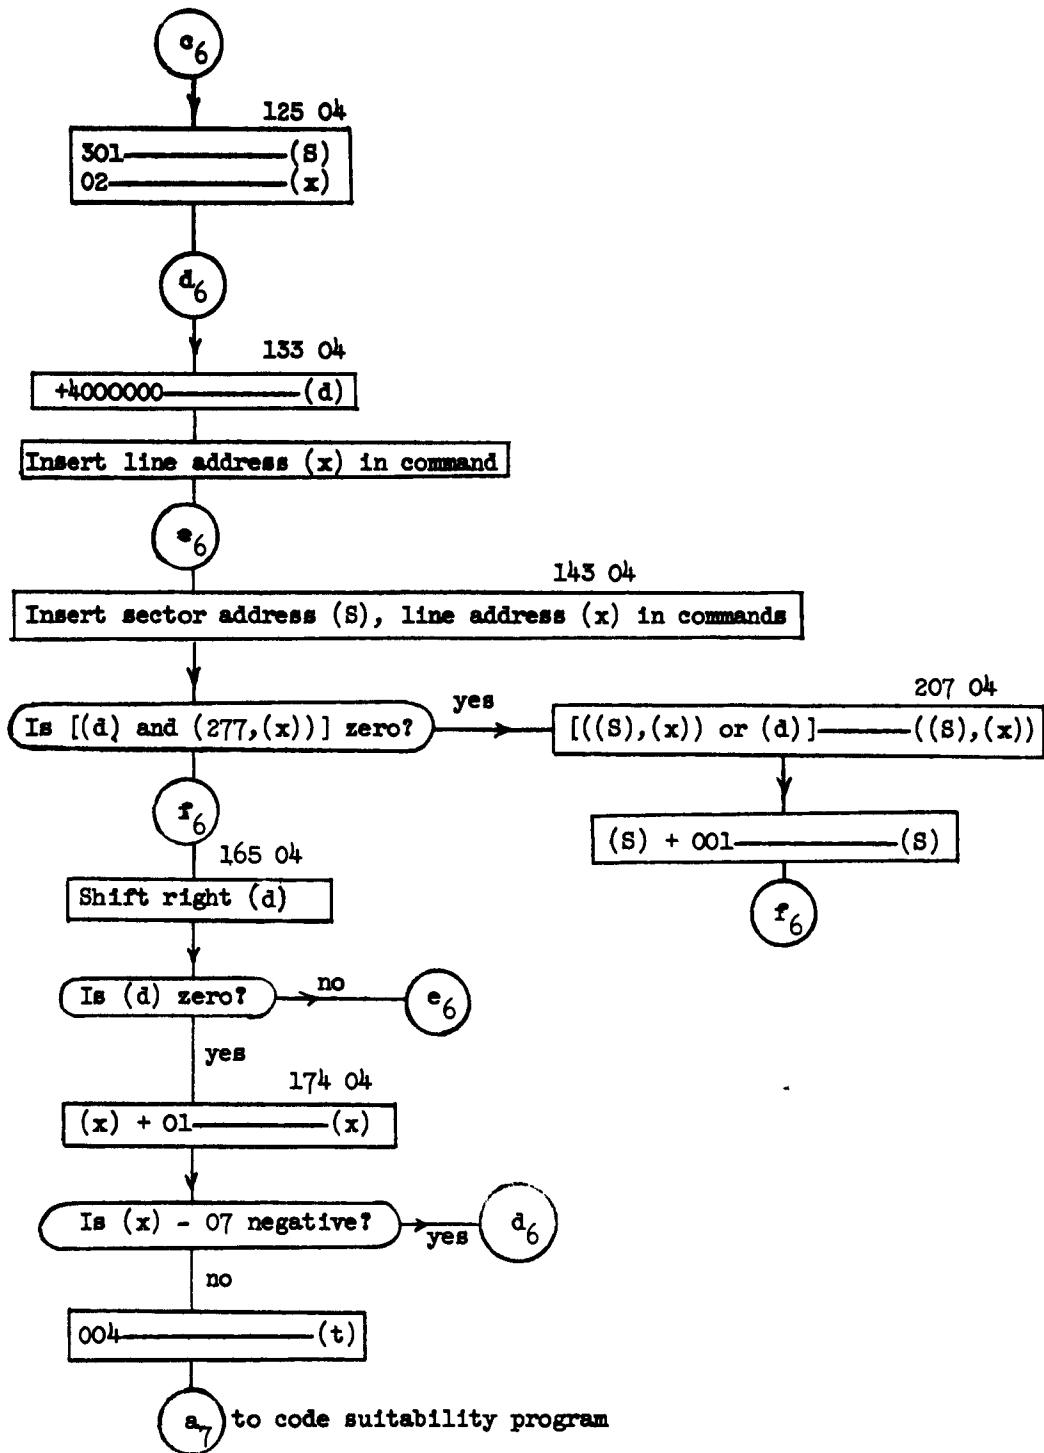 c6
125 04
301———(S)
02———(x)
d6
133 04
+4000000———(d)
Insert line address (x) in command
e6
143 04
Insert sector address (S), line address (x) in commands
Is [(d) and (277,(x))] zero?
yes
207 04
[((S),(x)) or (d)]———((S),(x))
(S) + 001———(S)
f6
f6
165 04
Shift right (d)
Is (d) zero?
no
e6
yes
174 04
(x) + 01———(x)
Is (x) - 07 negative?
yes
d6
no
004———(t)
a7
to code suitability program